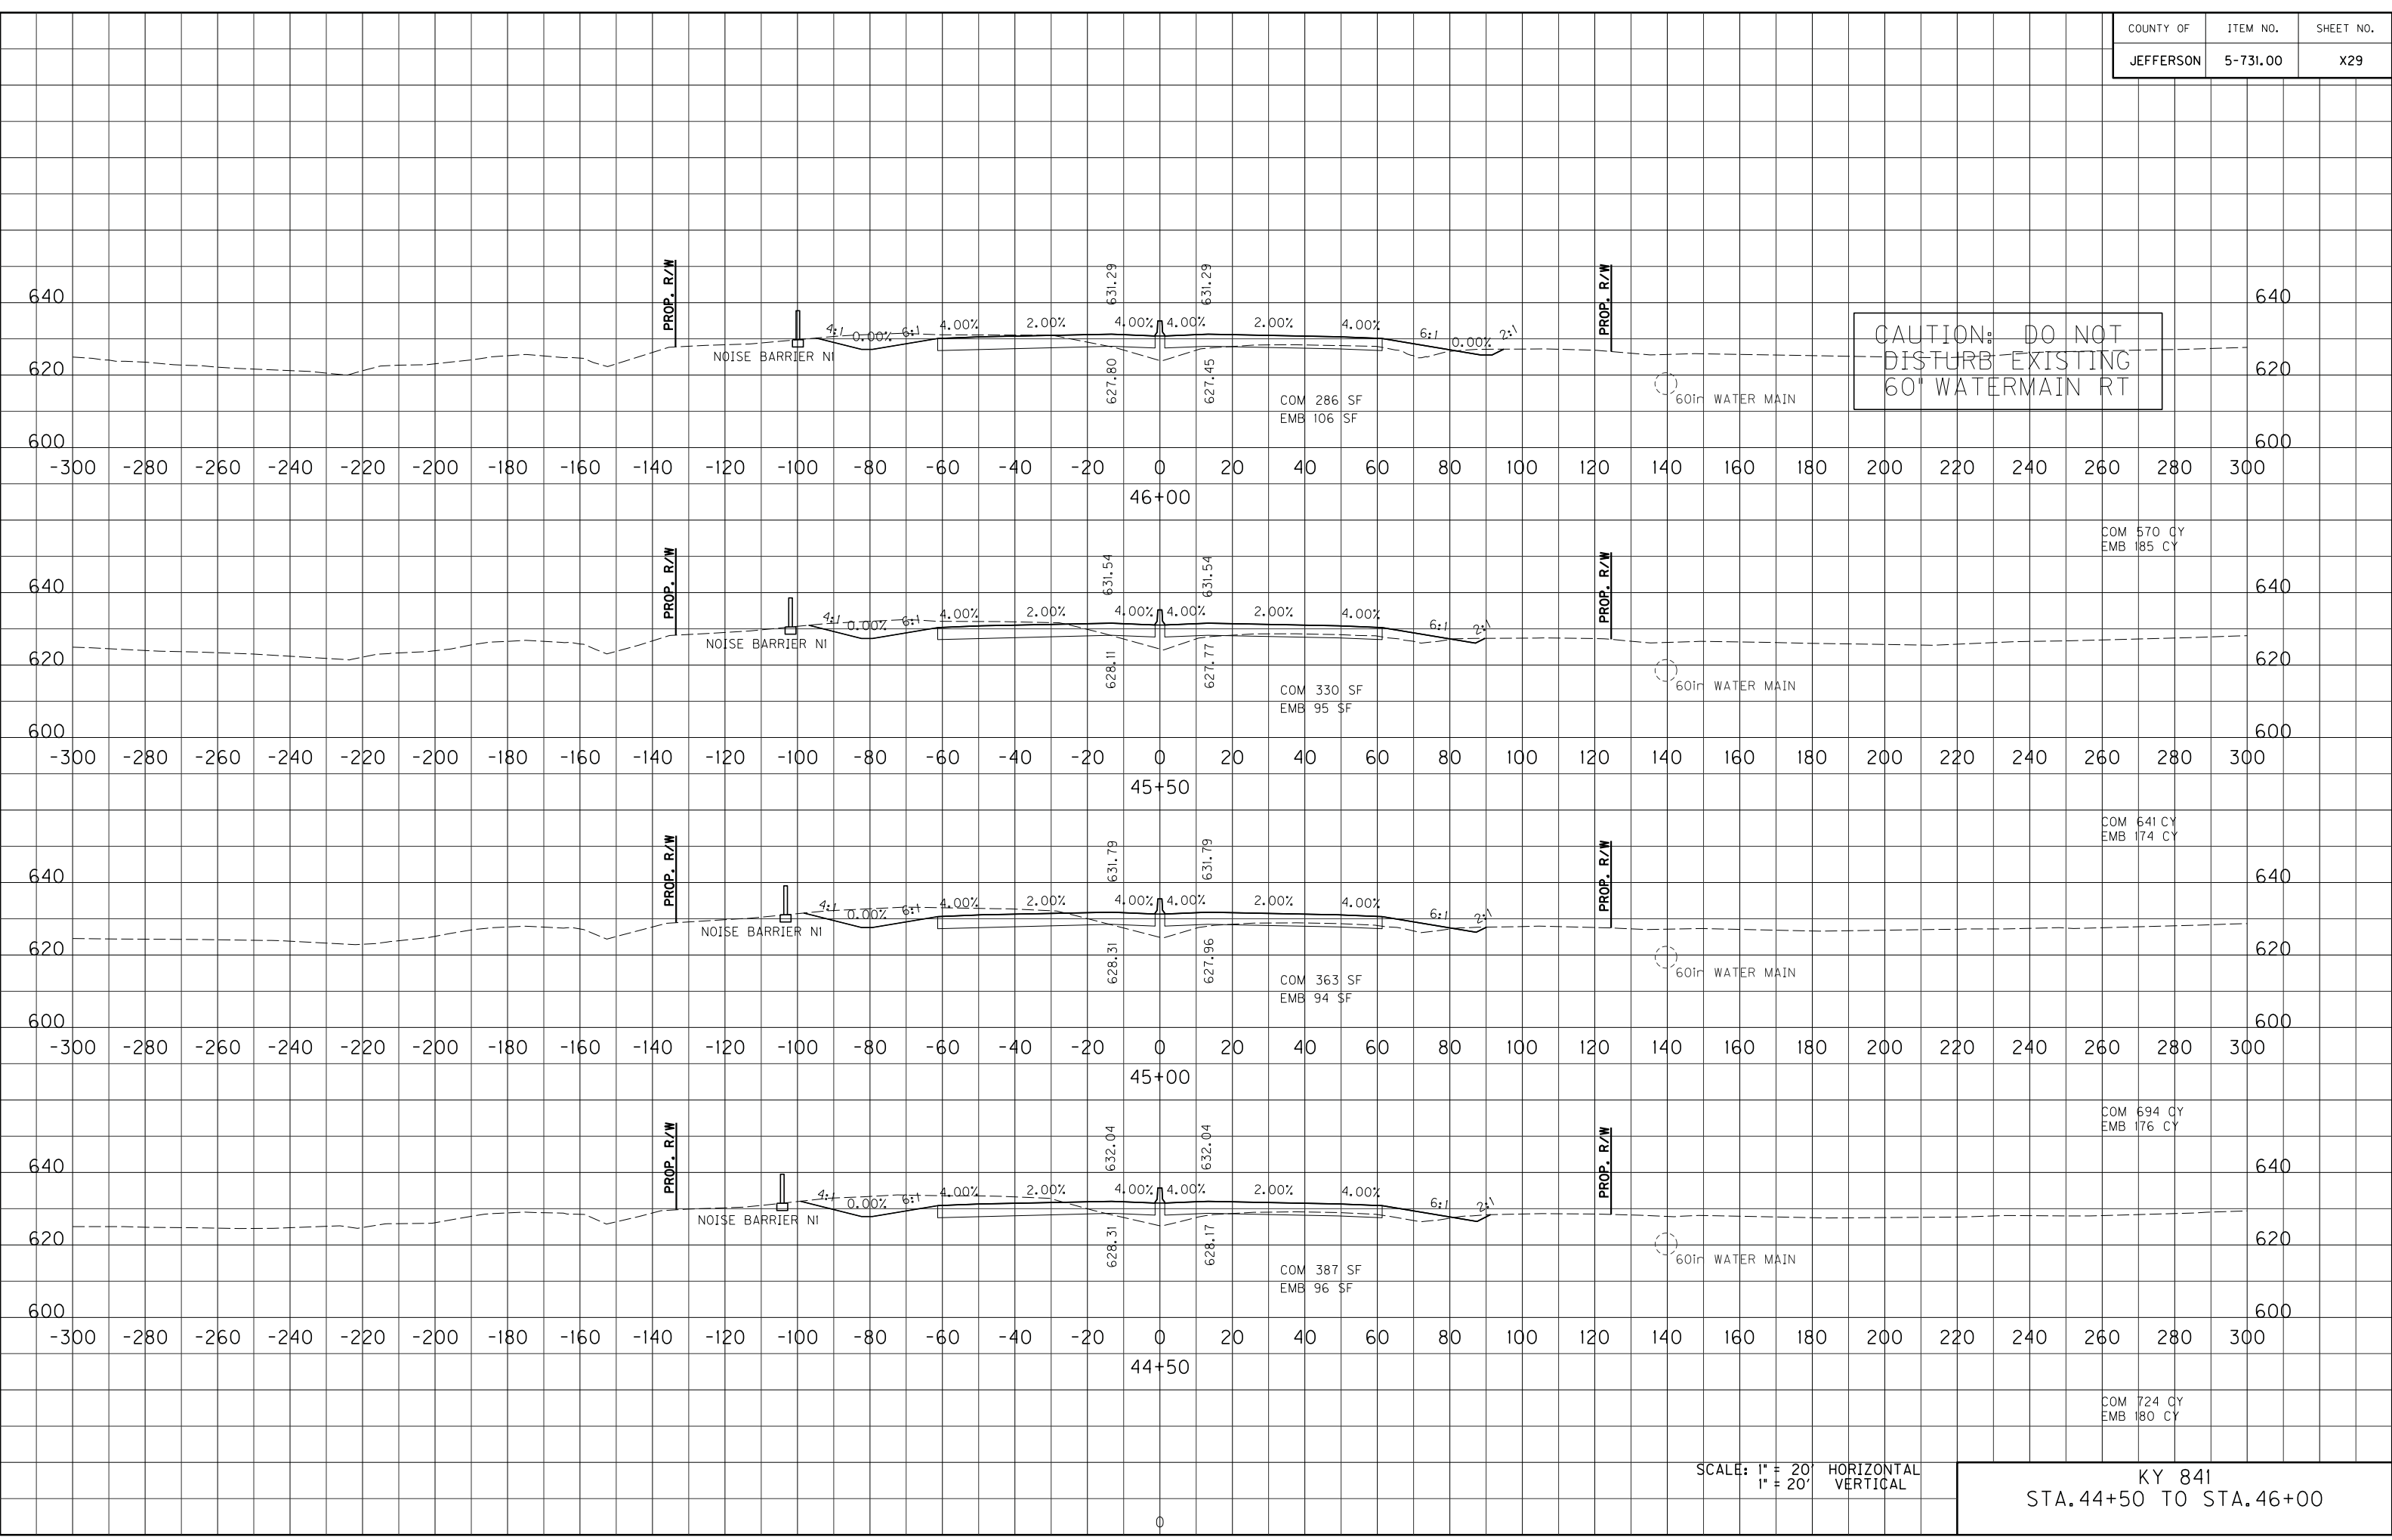 COUNTY OF ITEM NO. SHEET NO.
JEFFERSON 5-731.00 X29
PROP. R/W
631.29
631.29
PROP. R/W
640
640
4:1 0.00% 6:1 4.00% 2.00% 4.00% 4.00% 2.00% 4.00% 6:1 0.00% 2:1
NOISE BARRIER N1
CAUTION: DO NOT
DISTURB EXISTING
60" WATERMAIN RT
620
620
627.80
627.45
60in WATER MAIN
COM 286 SF
EMB 106 SF
600
600
-300 -280 -260 -240 -220 -200 -180 -160 -140 -120 -100 -80 -60 -40 -20 0 20 40 60 80 100 120 140 160 180 200 220 240 260 280 300
46+00
COM 570 CY
EMB 185 CY
PROP. R/W
631.54
631.54
PROP. R/W
640
640
4:1 0.00% 6:1 4.00% 2.00% 4.00% 4.00% 2.00% 4.00% 6:1 2:1
NOISE BARRIER N1
620
620
628.11
627.77
60in WATER MAIN
COM 330 SF
EMB 95 SF
600
600
-300 -280 -260 -240 -220 -200 -180 -160 -140 -120 -100 -80 -60 -40 -20 0 20 40 60 80 100 120 140 160 180 200 220 240 260 280 300
45+50
COM 641 CY
EMB 174 CY
PROP. R/W
631.79
631.79
PROP. R/W
640
640
4:1 0.00% 6:1 4.00% 2.00% 4.00% 4.00% 2.00% 4.00% 6:1 2:1
NOISE BARRIER N1
620
620
628.31
627.96
60in WATER MAIN
COM 363 SF
EMB 94 SF
600
600
-300 -280 -260 -240 -220 -200 -180 -160 -140 -120 -100 -80 -60 -40 -20 0 20 40 60 80 100 120 140 160 180 200 220 240 260 280 300
45+00
COM 694 CY
EMB 176 CY
PROP. R/W
632.04
632.04
PROP. R/W
640
640
4:1 0.00% 6:1 4.00% 2.00% 4.00% 4.00% 2.00% 4.00% 6:1 2:1
NOISE BARRIER N1
620
620
628.31
628.17
60in WATER MAIN
COM 387 SF
EMB 96 SF
600
600
-300 -280 -260 -240 -220 -200 -180 -160 -140 -120 -100 -80 -60 -40 -20 0 20 40 60 80 100 120 140 160 180 200 220 240 260 280 300
44+50
COM 724 CY
EMB 180 CY
SCALE: 1" = 20' HORIZONTAL
1" = 20' VERTICAL
KY 841
STA. 44+50 TO STA. 46+00
0